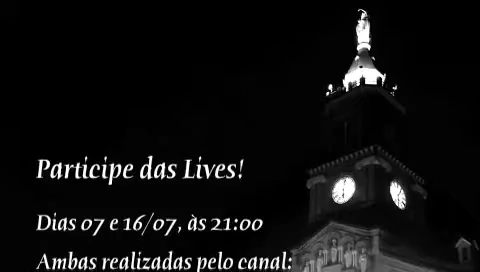 Participe das Lives!
Dias 07 e 16/07, às 21:00
Ambas realizadas pelo canal: